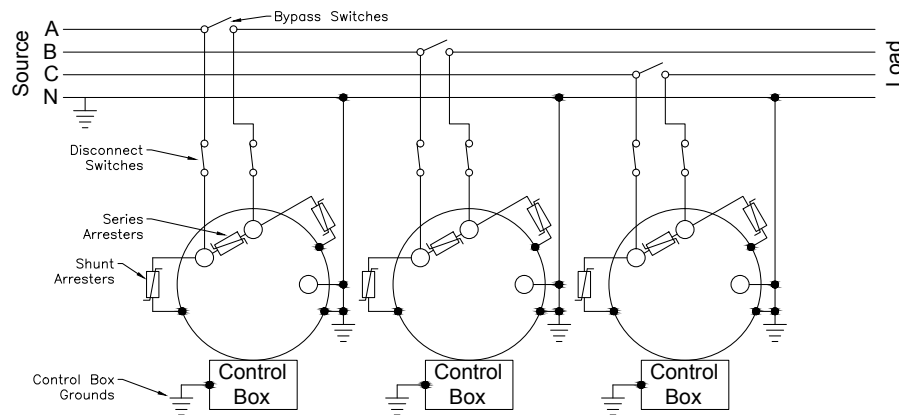 Bypass Switches
Source
A
B
C
N
Load
Disconnect
Switches
Series
Arresters
Shunt
Arresters
Control Box
Grounds
Control
Box
Control
Box
Control
Box